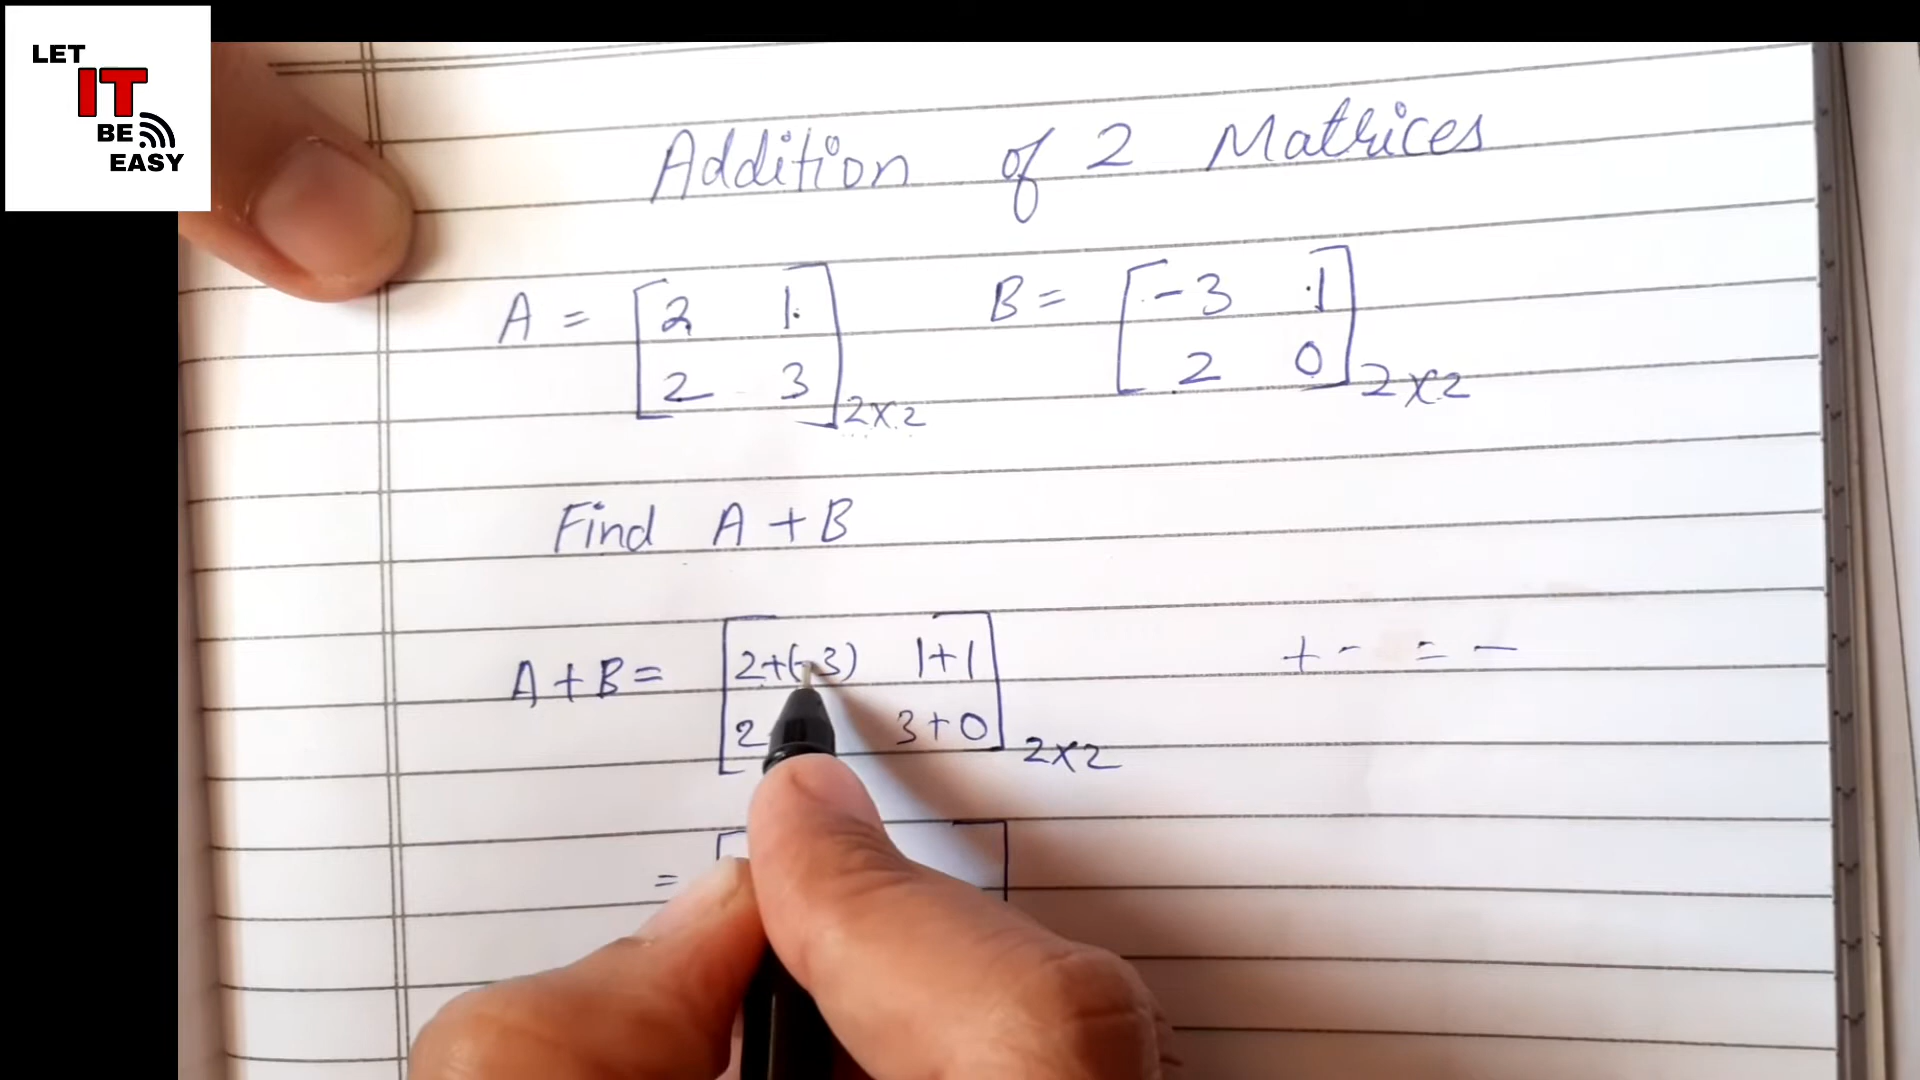 LET
IT
BE
EASY
Addition of 2 Matrices
A = [2 1 B = [-3 1
2 3]2x2 2 0]2x2
Find A + B
A + B = [2+(-3) 1+1 + - = -
2 3+0]2x2
=